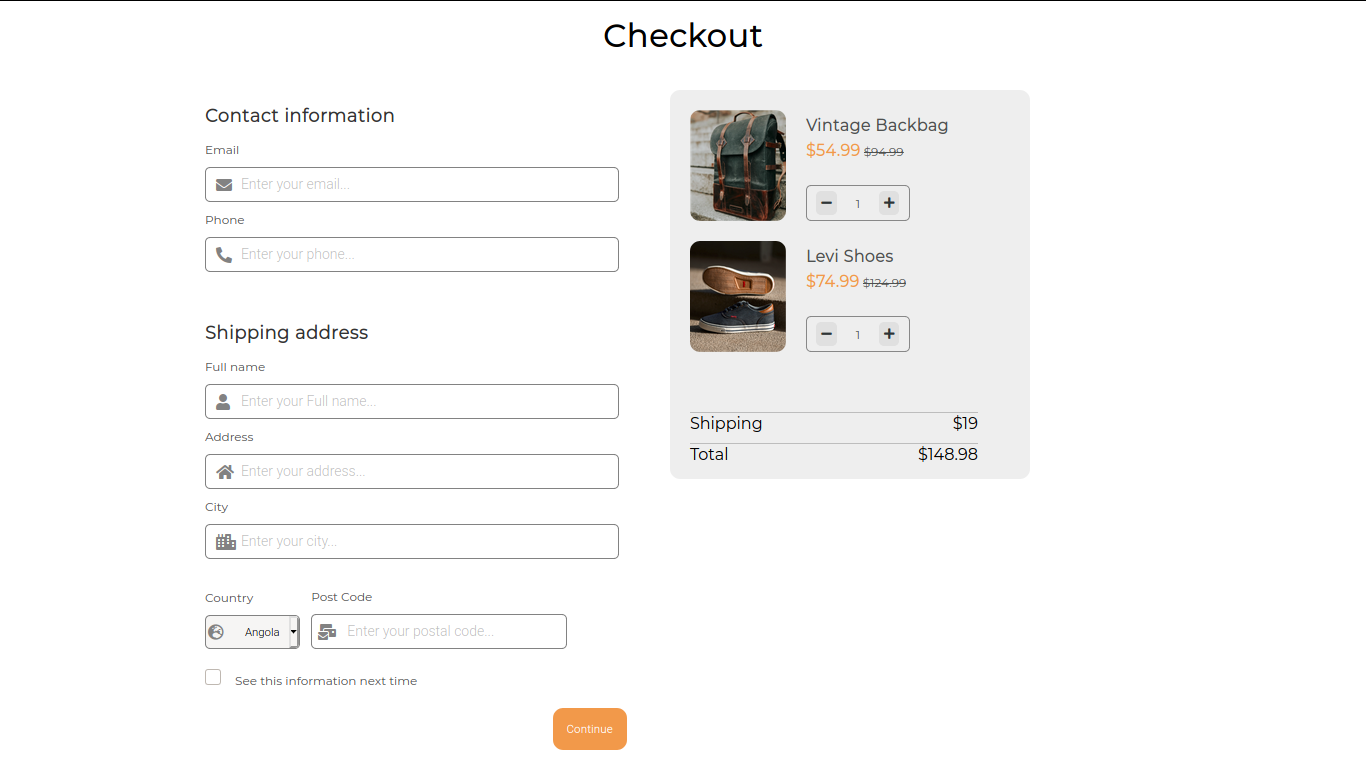 Checkout
Contact information
Email
Enter your email...
Phone
Enter your phone...
Shipping address
Full name
Enter your Full name...
Address
Enter your address...
City
Enter your city...
Country
Post Code
Angola
Enter your postal code...
See this information next time
Continue
Vintage Backbag
$54.99 $94.99
1
Levi Shoes
$74.99 $124.99
1
Shipping $19
Total $148.98